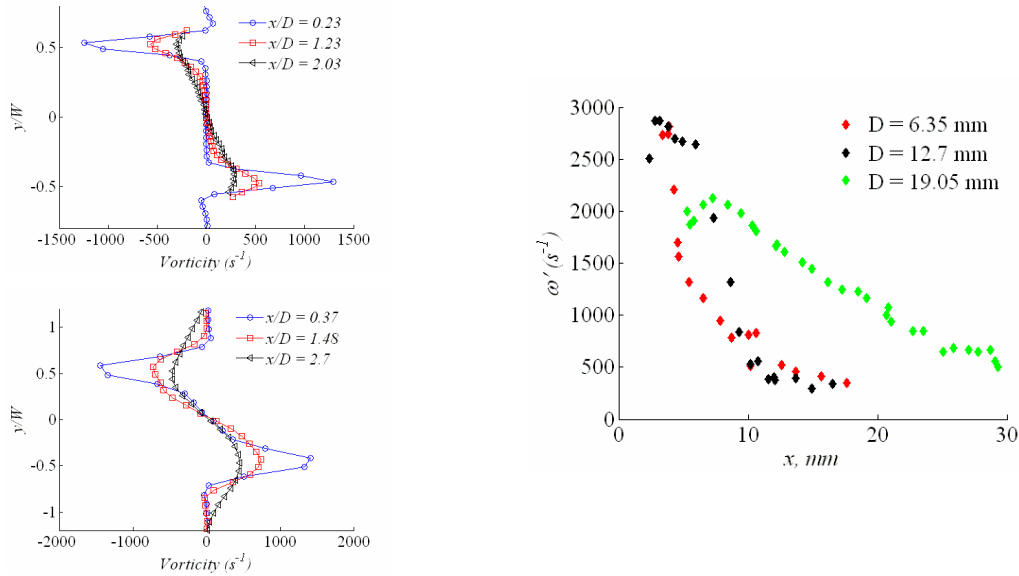 x/D = 0.23
x/D = 1.23
x/D = 2.03
0.5
0
-0.5
y/W
-1500 -1000 -500 0 500 1000 1500
Vorticity (s-1)
x/D = 0.37
x/D = 1.48
x/D = 2.7
1
0.5
0
-0.5
-1
y/W
-2000 -1000 0 1000 2000
Vorticity (s-1)
D = 6.35 mm
D = 12.7 mm
D = 19.05 mm
3000
2500
2000
1500
1000
500
0
ω' (s-1)
0 10 20 30
x, mm